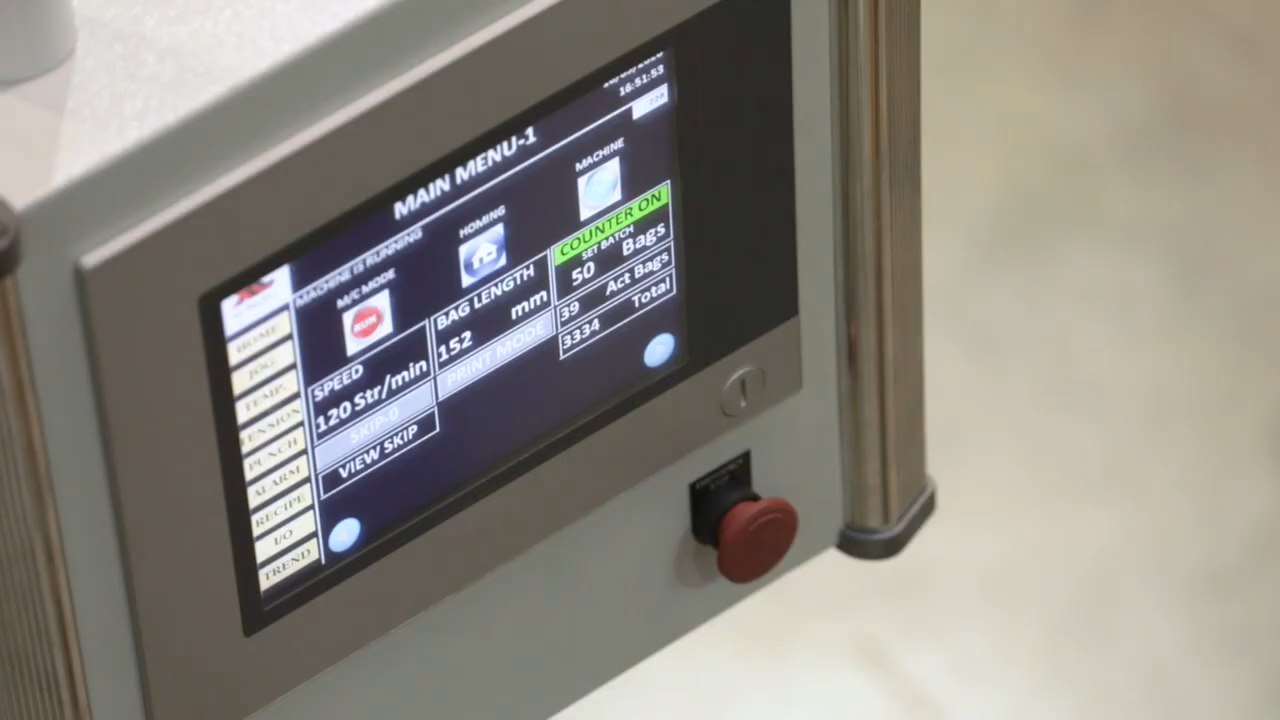 16:51:53
MAIN MENU-1
MACHINE IS RUNNING
M/C MODE
RUN
HOMING
MACHINE
SPEED
120 Str/min
SKIP-0
VIEW SKIP
BAG LENGTH
152 mm
PRINT MODE
COUNTER ON
SET BATCH
50 Bags
39 Act Bags
3334 Total
HOME
JOG
TEMP.
TENSION
PUNCH
ALARM
RECIPE
I/O
TREND